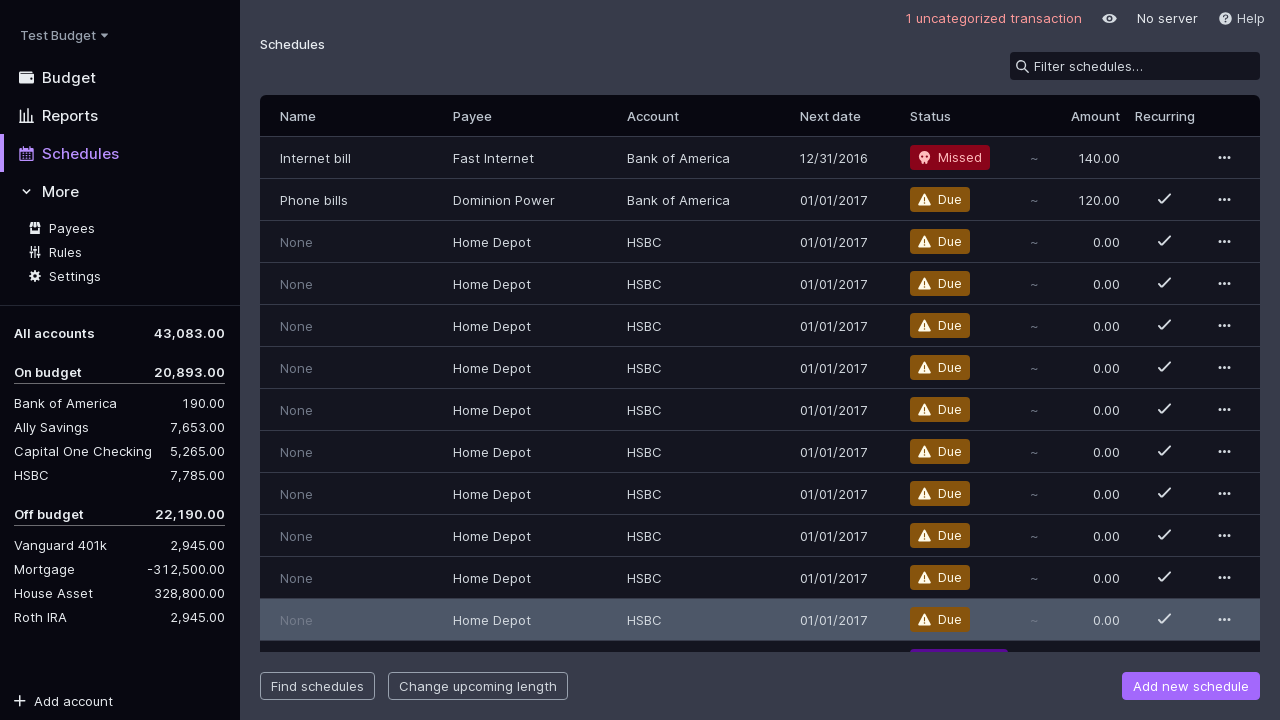 Test Budget
Budget
Reports
Schedules
More
Payees
Rules
Settings
All accounts 43,083.00
On budget 20,893.00
Bank of America 190.00
Ally Savings 7,653.00
Capital One Checking 5,265.00
HSBC 7,785.00
Off budget 22,190.00
Vanguard 401k 2,945.00
Mortgage -312,500.00
House Asset 328,800.00
Roth IRA 2,945.00
Add account
1 uncategorized transaction No server Help
Schedules
Filter schedules...
Name Payee Account Next date Status Amount Recurring
Internet bill Fast Internet Bank of America 12/31/2016 Missed ~ 140.00
Phone bills Dominion Power Bank of America 01/01/2017 Due ~ 120.00
None Home Depot HSBC 01/01/2017 Due ~ 0.00
None Home Depot HSBC 01/01/2017 Due ~ 0.00
None Home Depot HSBC 01/01/2017 Due ~ 0.00
None Home Depot HSBC 01/01/2017 Due ~ 0.00
None Home Depot HSBC 01/01/2017 Due ~ 0.00
None Home Depot HSBC 01/01/2017 Due ~ 0.00
None Home Depot HSBC 01/01/2017 Due ~ 0.00
None Home Depot HSBC 01/01/2017 Due ~ 0.00
None Home Depot HSBC 01/01/2017 Due ~ 0.00
None Home Depot HSBC 01/01/2017 Due ~ 0.00
Find schedules Change upcoming length Add new schedule